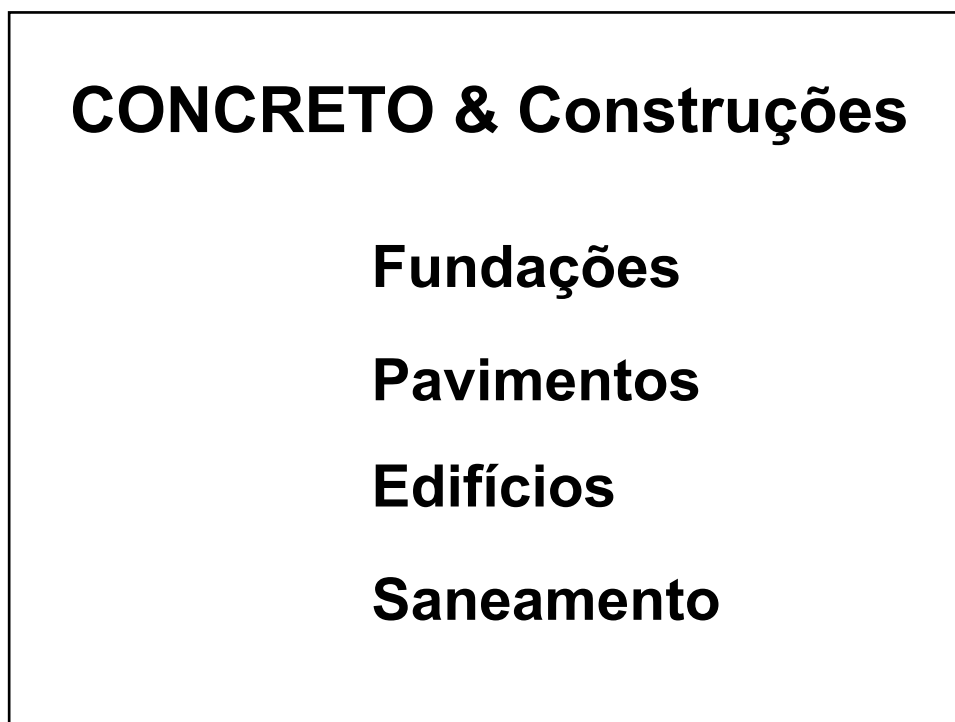 CONCRETO & Construções
Fundações
Pavimentos
Edifícios
Saneamento